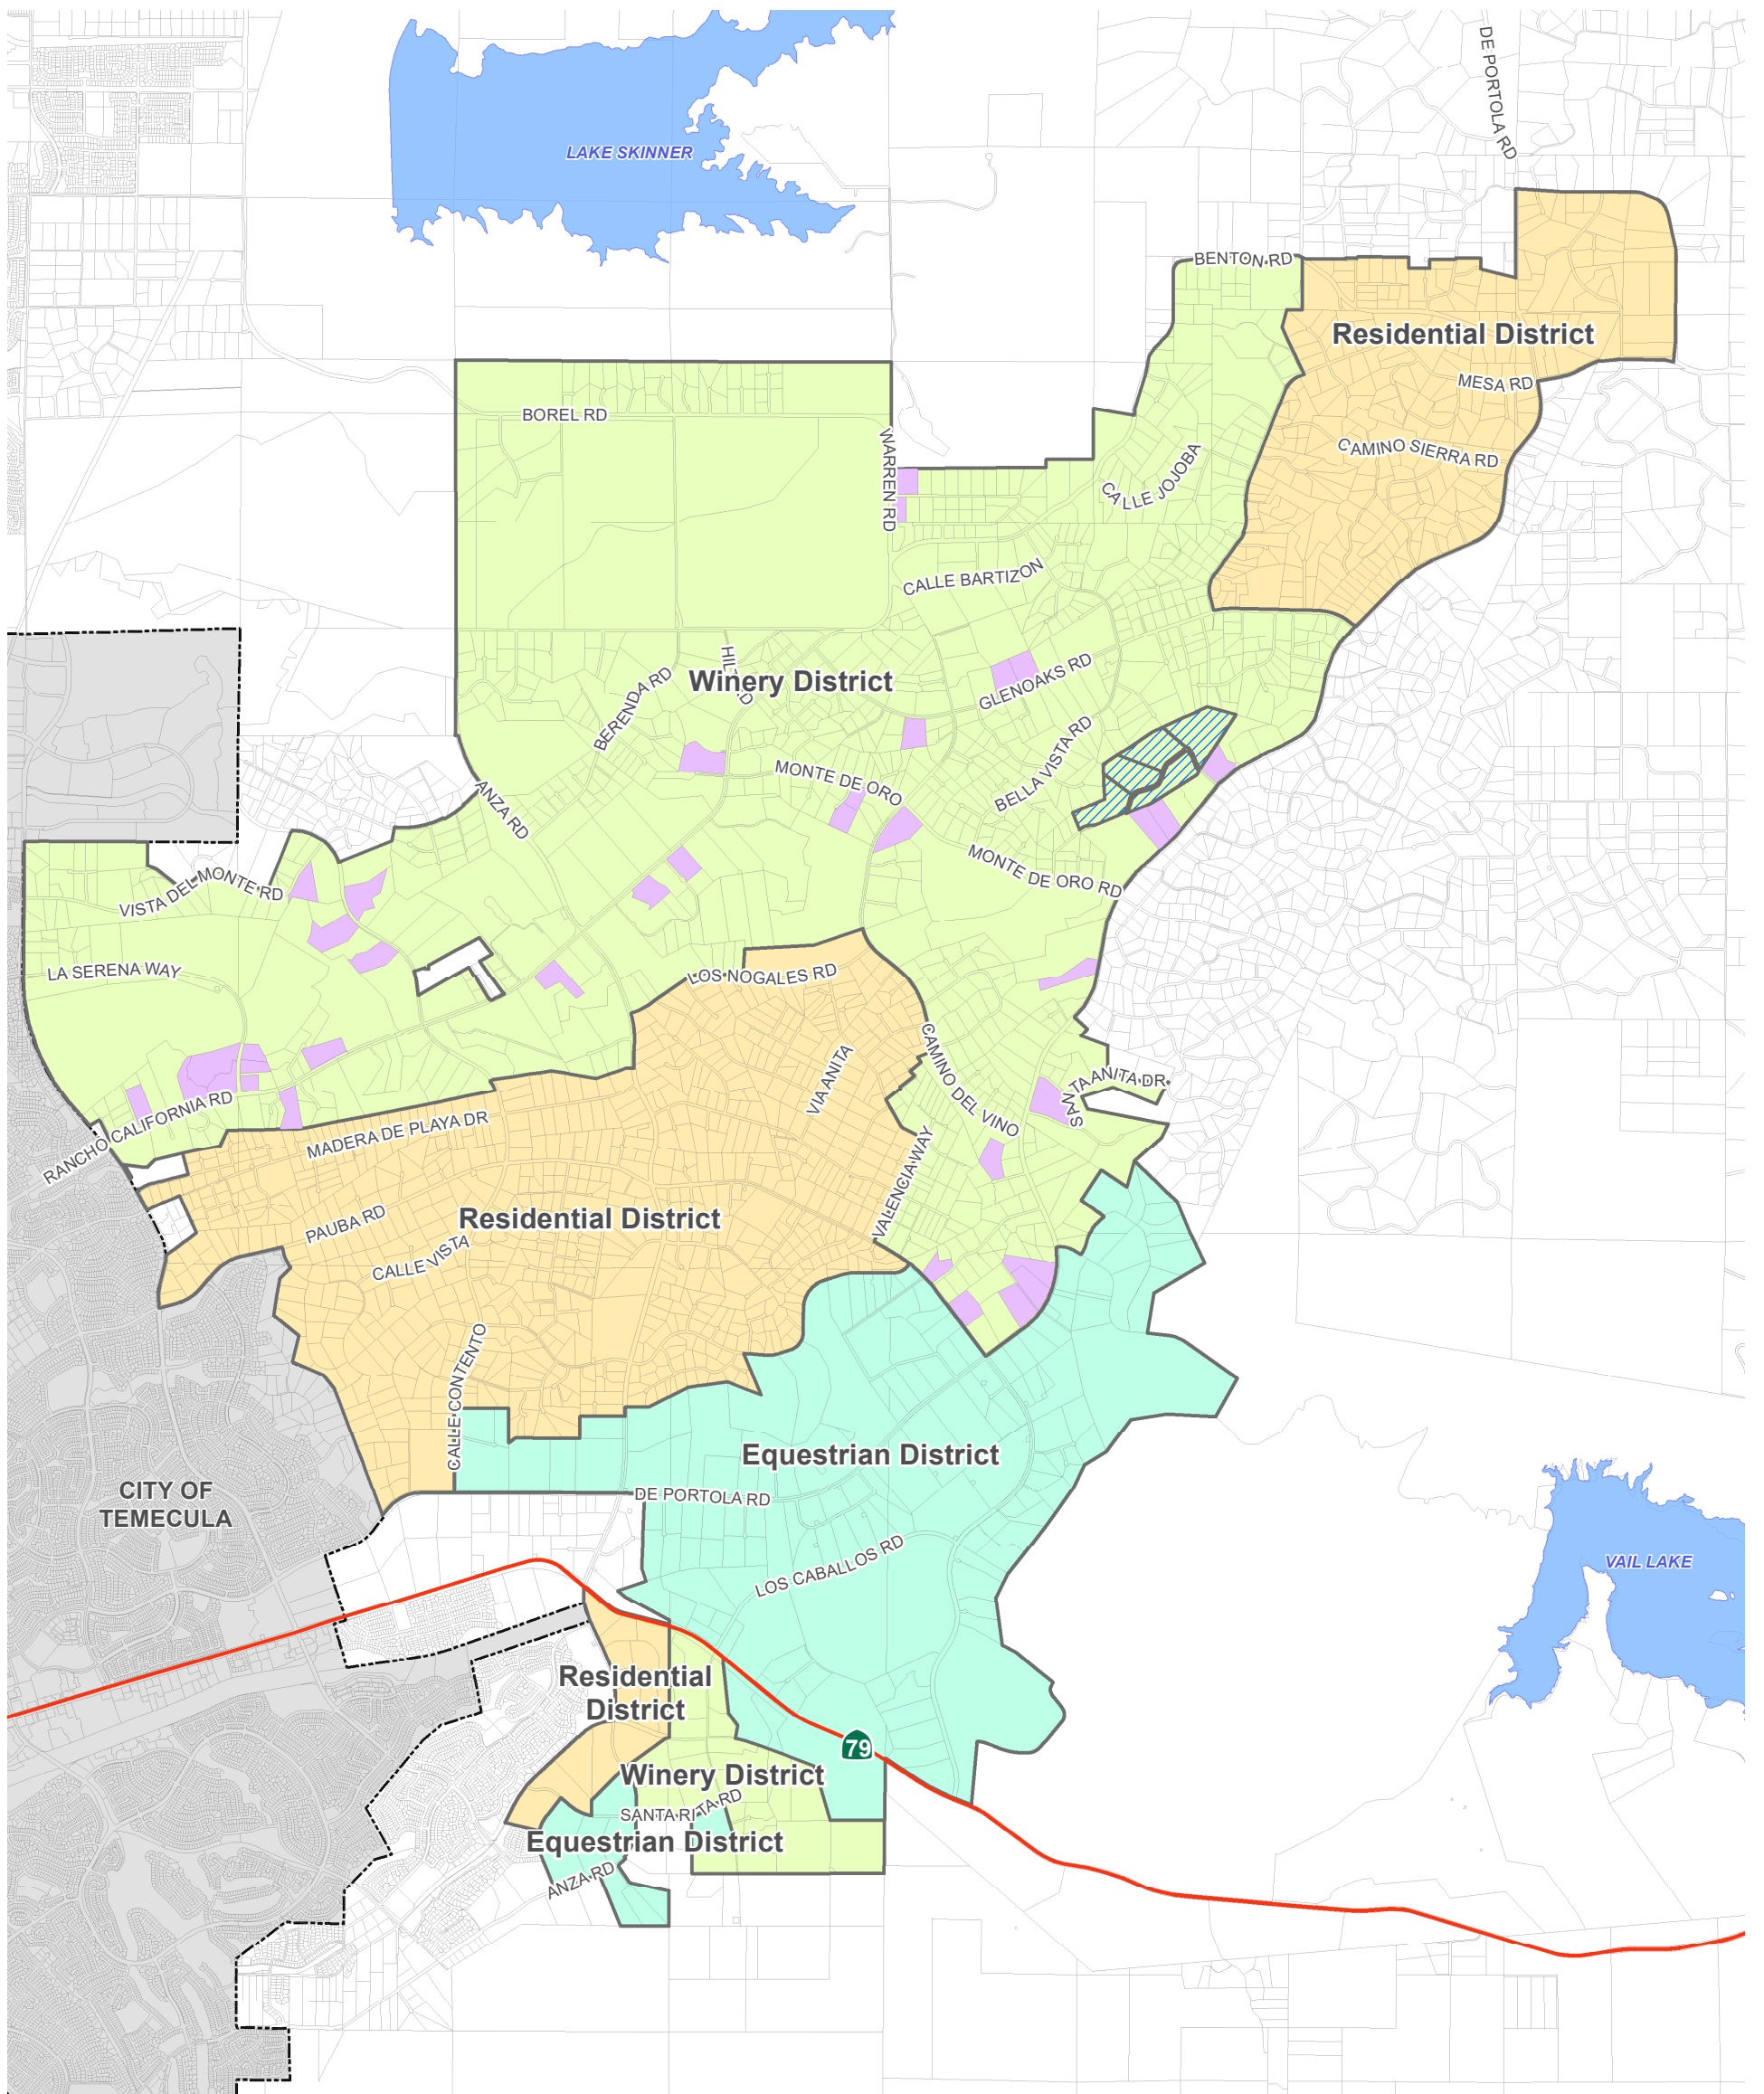 DE PORTOLA RD
LAKE SKINNER
BENTON RD
Residential District
MESA RD
BOREL RD
WARREN RD
CAMINO SIERRA RD
CALLE JOJOBA
CALLE BARTIZON
Winery District
BERENDA RD
GLENOAKS RD
BELLA VISTA RD
MONTE DE ORO
ANZA RD
MONTE DE ORO RD
VISTA DEL MONTE RD
LA SERENA WAY
LOS NOGALES RD
CAMINO DEL VINO
VIA ANITA
SANTA ANITA DR
RANCHO CALIFORNIA RD
MADERA DE PLAYA DR
VALENCIA WAY
PAUBA RD
Residential District
CALLE VISTA
CALLE CONTENTO
Equestrian District
CITY OF
TEMECULA
DE PORTOLA RD
LOS CABALLOS RD
VAIL LAKE
Residential
District
79
Winery District
SANTA RITA RD
Equestrian District
ANZA RD